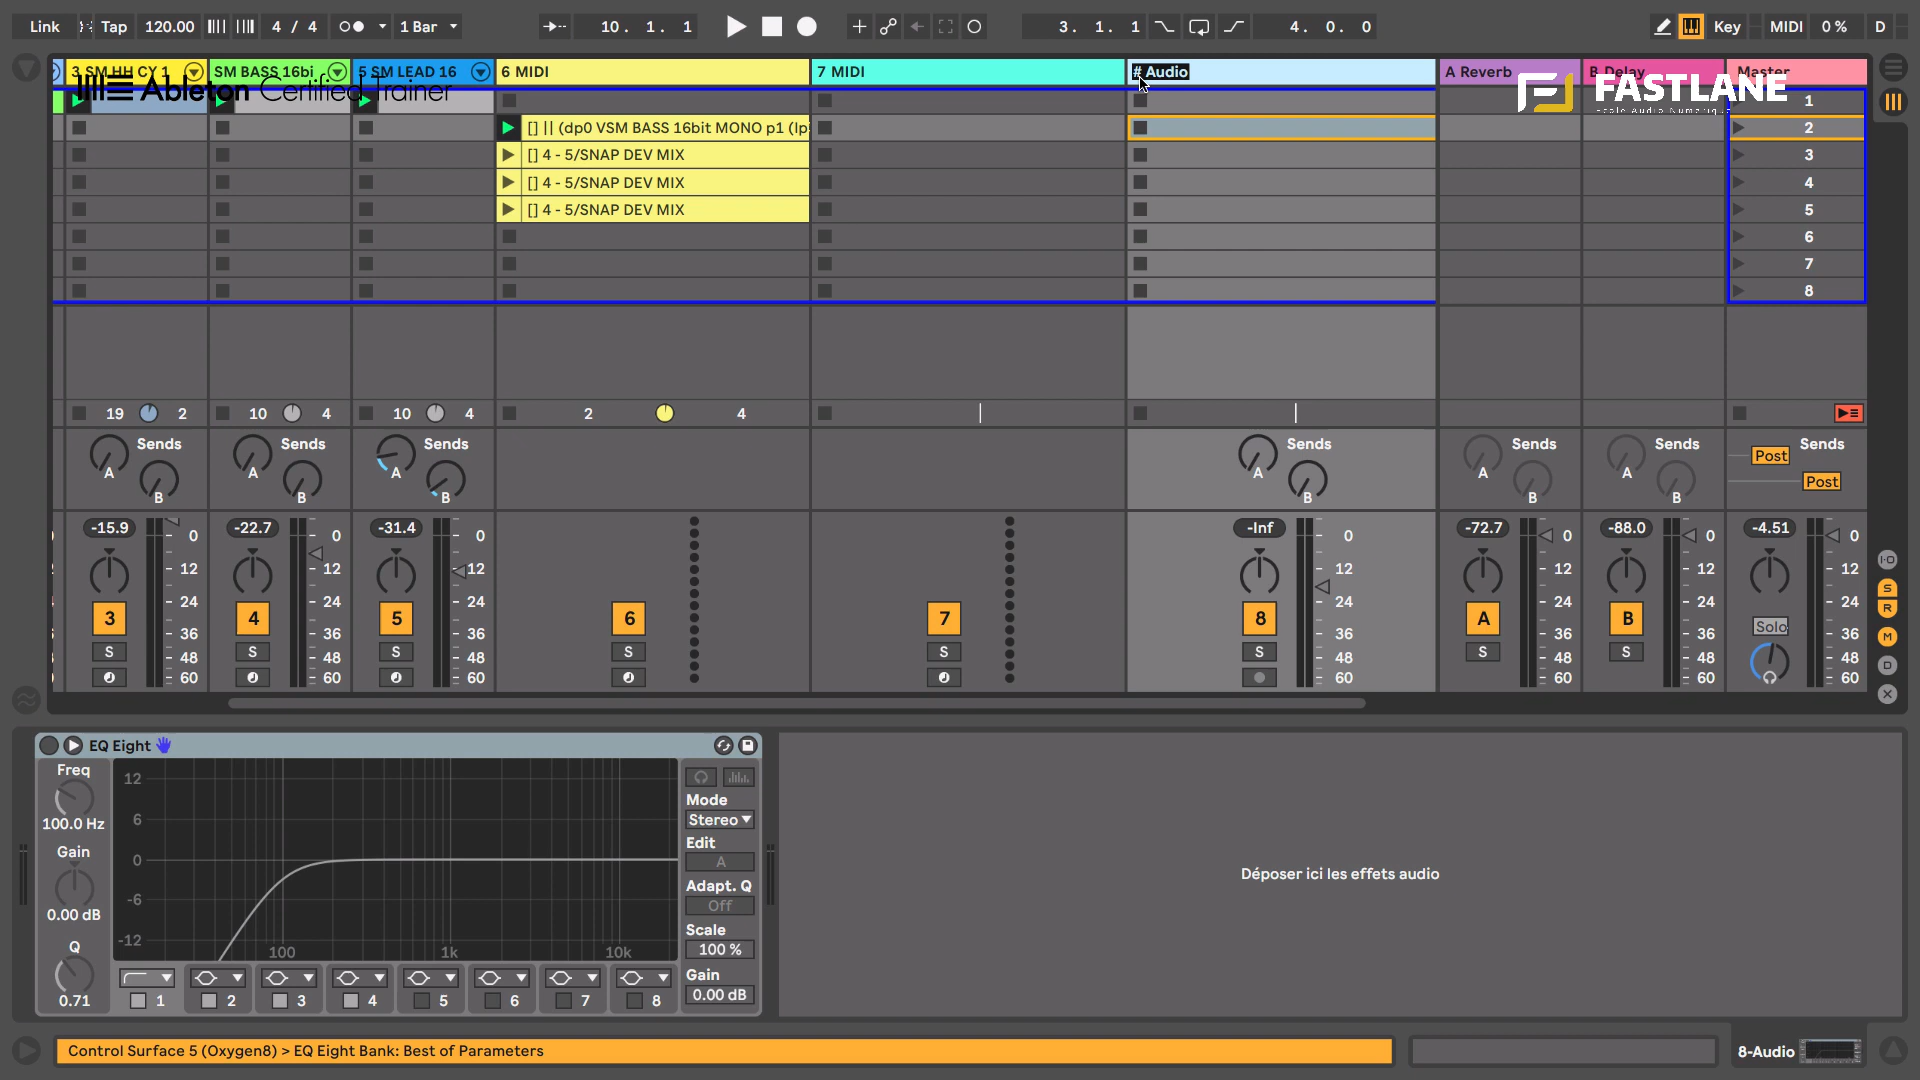 Link Tap 120.00 4 / 4 1 Bar 10. 1. 1 3. 1. 1 4. 0. 0 Key MIDI 0 % D
3 SM HH CY 1 SM BASS 16bi 5 SM LEAD 16 6 MIDI 7 MIDI # Audio A Reverb B Delay Master
Ableton Certified Trainer
FASTLANE
1
[] || (dp0 VSM BASS 16bit MONO p1 (lp 2
[] 4 - 5/SNAP DEV MIX 3
[] 4 - 5/SNAP DEV MIX 4
[] 4 - 5/SNAP DEV MIX 5
6
7
8
19 2 10 4 10 4 2 4
Sends Sends Sends Sends Sends Sends Sends
A A A A A A Post
B B B B B B Post
-15.9 -22.7 -31.4 -Inf -72.7 -88.0 -4.51
0 0 0 0 0 0 0
12 12 12 12 12 12 12
24 24 24 24 24 24 24
3 4 5 6 7 8 A B Solo
36 36 36 36 36 36 36
S S S S S S S S
48 48 48 48 48 48 48
60 60 60 60 60 60 60
I·O
S
R
M
D
EQ Eight
Freq
100.0 Hz
Gain
0.00 dB
Q
0.71
12
6
0
-6
-12
100 1k 10k
1 2 3 4 5 6 7 8
Mode
Stereo
Edit
A
Adapt. Q
Off
Scale
100 %
Gain
0.00 dB
Déposer ici les effets audio
Control Surface 5 (Oxygen8) > EQ Eight Bank: Best of Parameters
8-Audio